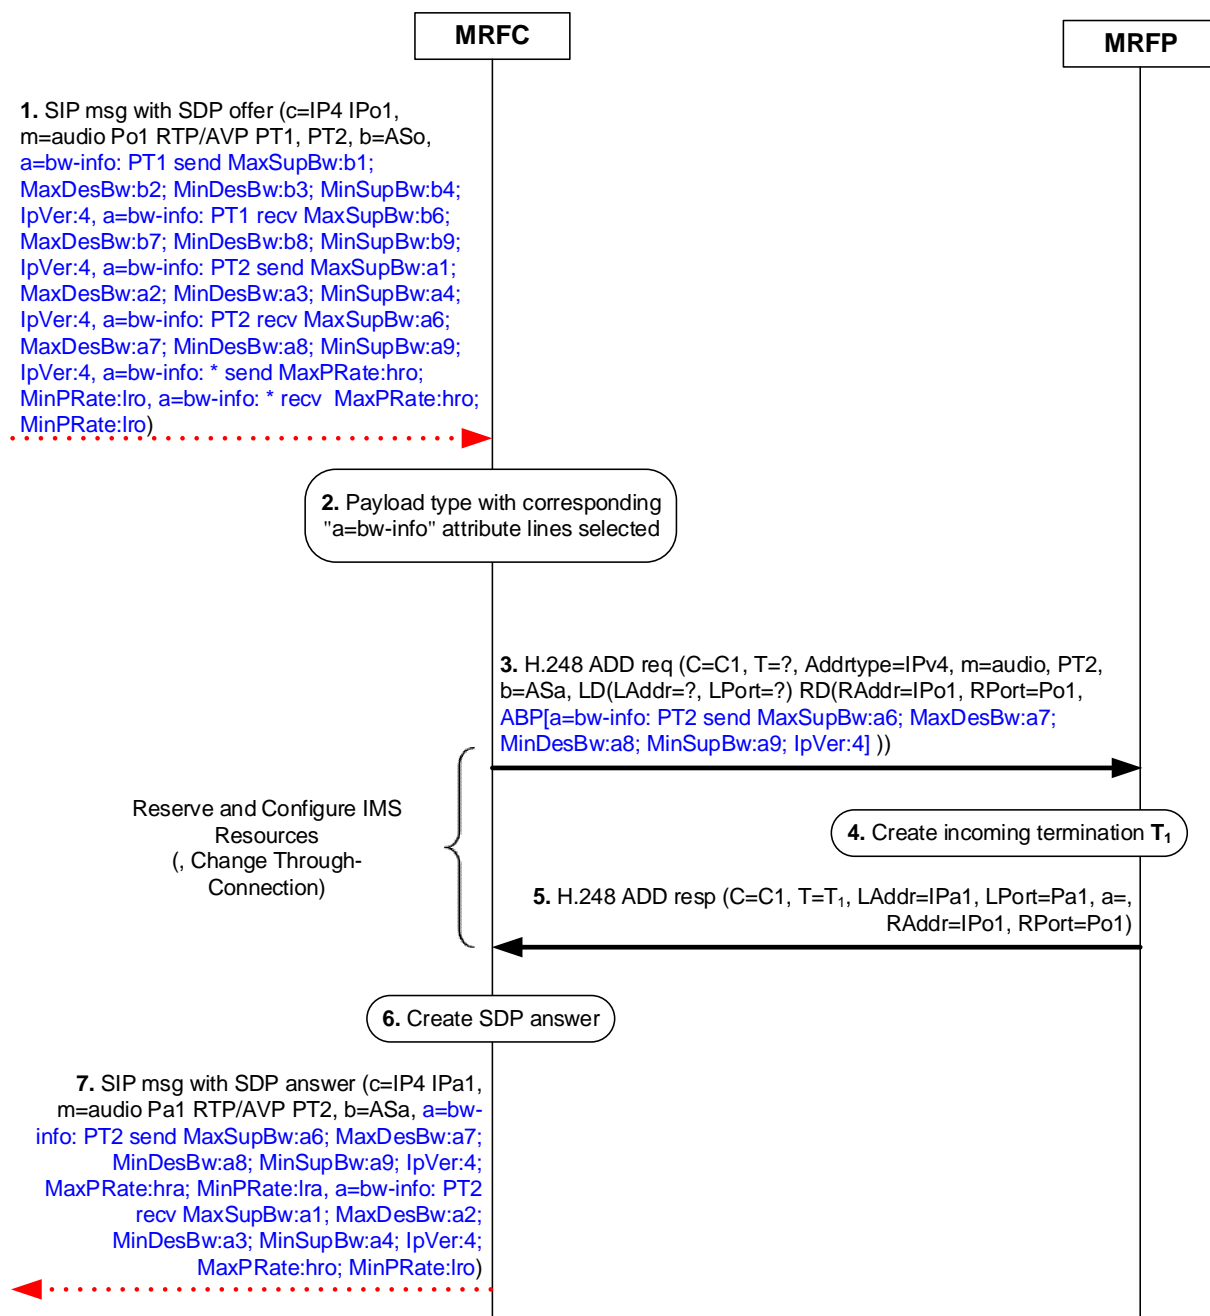 MRFC
MRFP
1. SIP msg with SDP offer (c=IP4 IPo1,
m=audio Po1 RTP/AVP PT1, PT2, b=ASo,
a=bw-info: PT1 send MaxSupBw:b1;
MaxDesBw:b2; MinDesBw:b3; MinSupBw:b4;
IpVer:4, a=bw-info: PT1 recv MaxSupBw:b6;
MaxDesBw:b7; MinDesBw:b8; MinSupBw:b9;
IpVer:4, a=bw-info: PT2 send MaxSupBw:a1;
MaxDesBw:a2; MinDesBw:a3; MinSupBw:a4;
IpVer:4, a=bw-info: PT2 recv MaxSupBw:a6;
MaxDesBw:a7; MinDesBw:a8; MinSupBw:a9;
IpVer:4, a=bw-info: * send MaxPRate:hro;
MinPRate:lro, a=bw-info: * recv MaxPRate:hro;
MinPRate:lro)
2. Payload type with corresponding
"a=bw-info" attribute lines selected
3. H.248 ADD req (C=C1, T=?, Addrtype=IPv4, m=audio, PT2,
b=ASa, LD(LAddr=?, LPort=?) RD(RAddr=IPo1, RPort=Po1,
ABP[a=bw-info: PT2 send MaxSupBw:a6; MaxDesBw:a7;
MinDesBw:a8; MinSupBw:a9; IpVer:4] ))
Reserve and Configure IMS
Resources
(, Change Through-
Connection)
4. Create incoming termination T1
5. H.248 ADD resp (C=C1, T=T1, LAddr=IPa1, LPort=Pa1, a=,
RAddr=IPo1, RPort=Po1)
6. Create SDP answer
7. SIP msg with SDP answer (c=IP4 IPa1,
m=audio Pa1 RTP/AVP PT2, b=ASa, a=bw-
info: PT2 send MaxSupBw:a6; MaxDesBw:a7;
MinDesBw:a8; MinSupBw:a9; IpVer:4;
MaxPRate:hra; MinPRate:lra, a=bw-info: PT2
recv MaxSupBw:a1; MaxDesBw:a2;
MinDesBw:a3; MinSupBw:a4; IpVer:4;
MaxPRate:hro; MinPRate:lro)